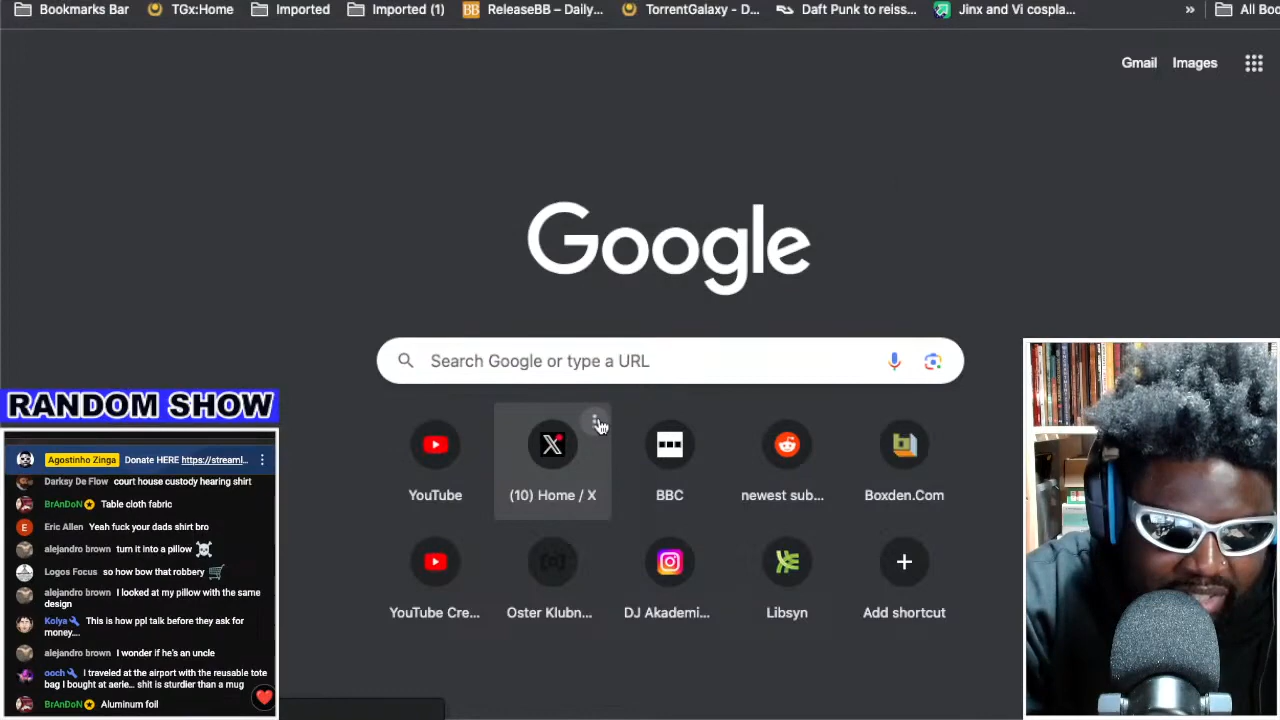 Bookmarks Bar TGx:Home Imported Imported (1) BB ReleaseBB – Daily... TorrentGalaxy - D... Daft Punk to reiss... Jinx and Vi cospla... » All Boo
Gmail Images
Google
Search Google or type a URL
YouTube (10) Home / X BBC newest sub... Boxden.Com
YouTube Cre... Oster Klubn... DJ Akademi... Libsyn Add shortcut
RANDOM SHOW
Agostinho Zinga Donate HERE https://streaml...
Darksy De Flow court house custody hearing shirt
BrAnDoN Table cloth fabric
E Eric Allen Yeah fuck your dads shirt bro
alejandro brown turn it into a pillow
Logos Focus so how bow that robbery
alejandro brown I looked at my pillow with the same
design
Kolya This is how ppl talk before they ask for
money...
alejandro brown I wonder if he's an uncle
ooch I traveled at the airport with the reusable tote
bag I bought at aerie... shit is sturdier than a mug
BrAnDoN Aluminum foil